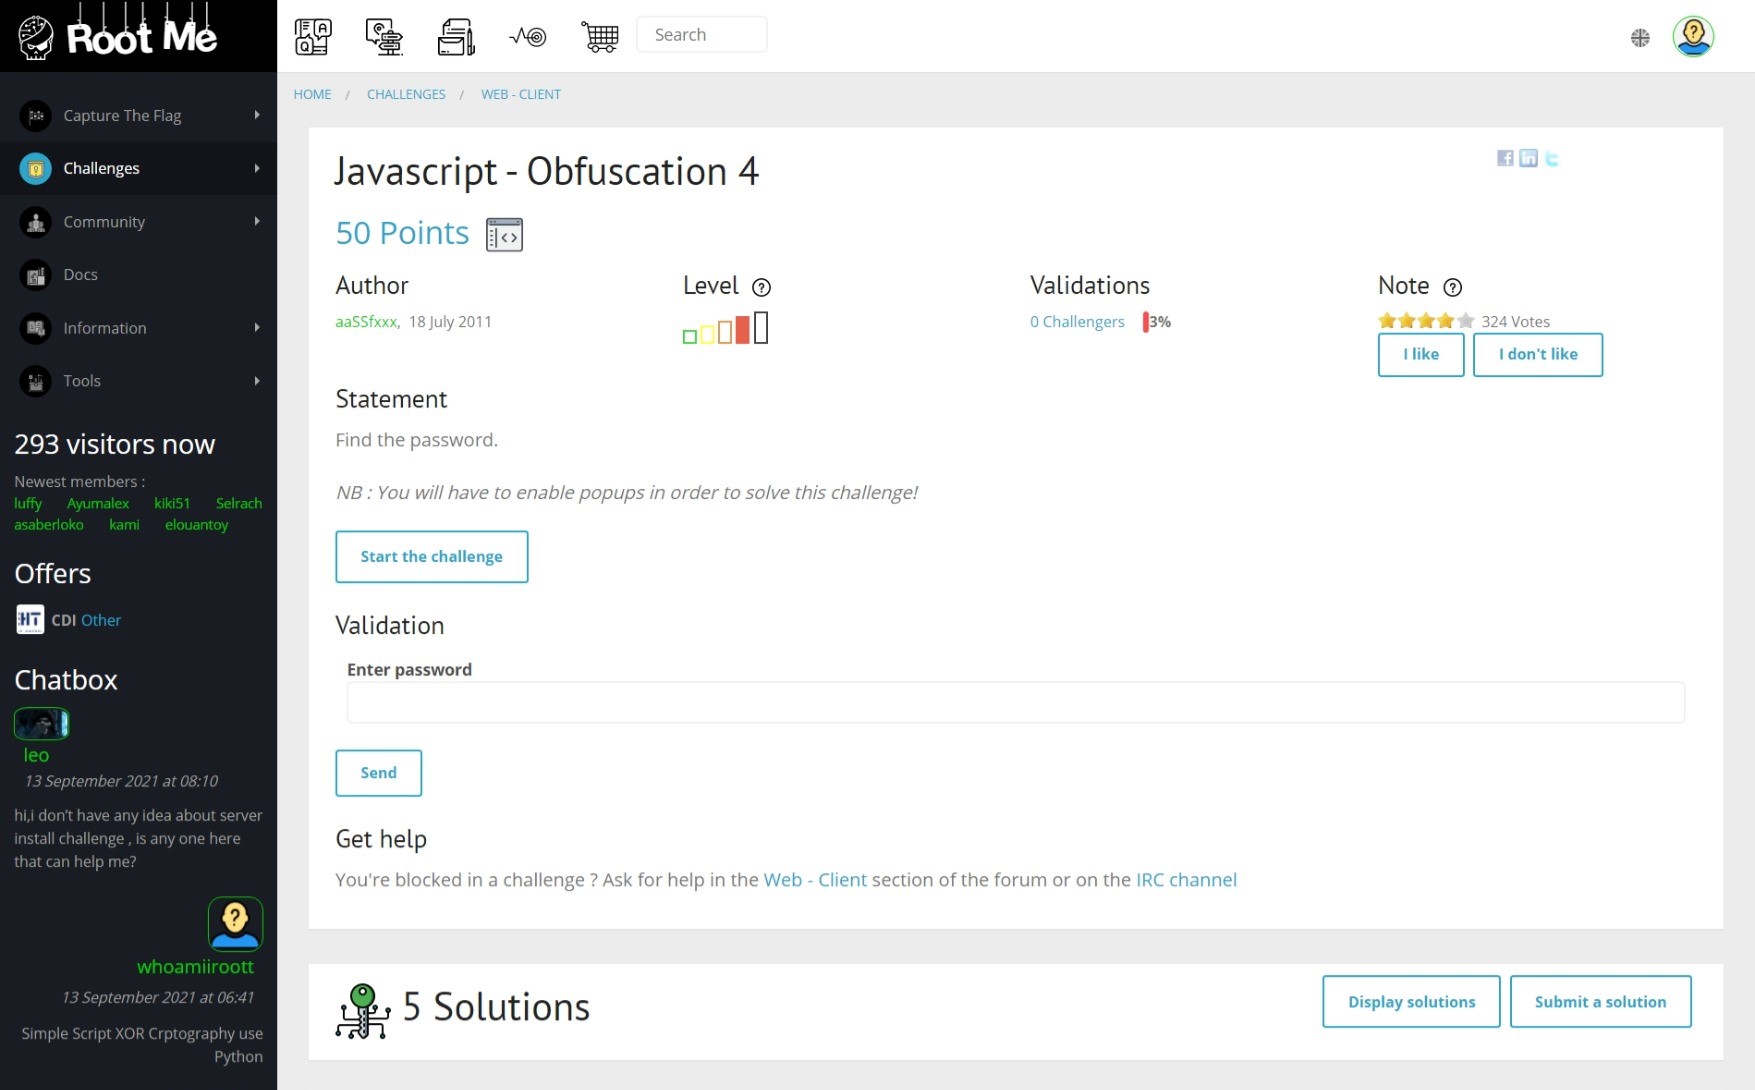 Root Me
Search
HOME / CHALLENGES / WEB - CLIENT
Capture The Flag
Challenges
Community
Docs
Information
Tools
293 visitors now
Newest members :
luffy Ayumalex kiki51 Selrach
asaberloko kami elouantoy
Offers
CDI Other
Chatbox
leo
13 September 2021 at 08:10
hi,i don't have any idea about server
install challenge , is any one here
that can help me?
whoamiiroott
13 September 2021 at 06:41
Simple Script XOR Crptography use
Python
Javascript - Obfuscation 4
50 Points
Author
aaSSfxxx, 18 July 2011
Level ?
Validations
0 Challengers 3%
Note ?
324 Votes
I like I don't like
Statement
Find the password.
NB : You will have to enable popups in order to solve this challenge!
Start the challenge
Validation
Enter password
Send
Get help
You're blocked in a challenge ? Ask for help in the Web - Client section of the forum or on the IRC channel
5 Solutions
Display solutions Submit a solution